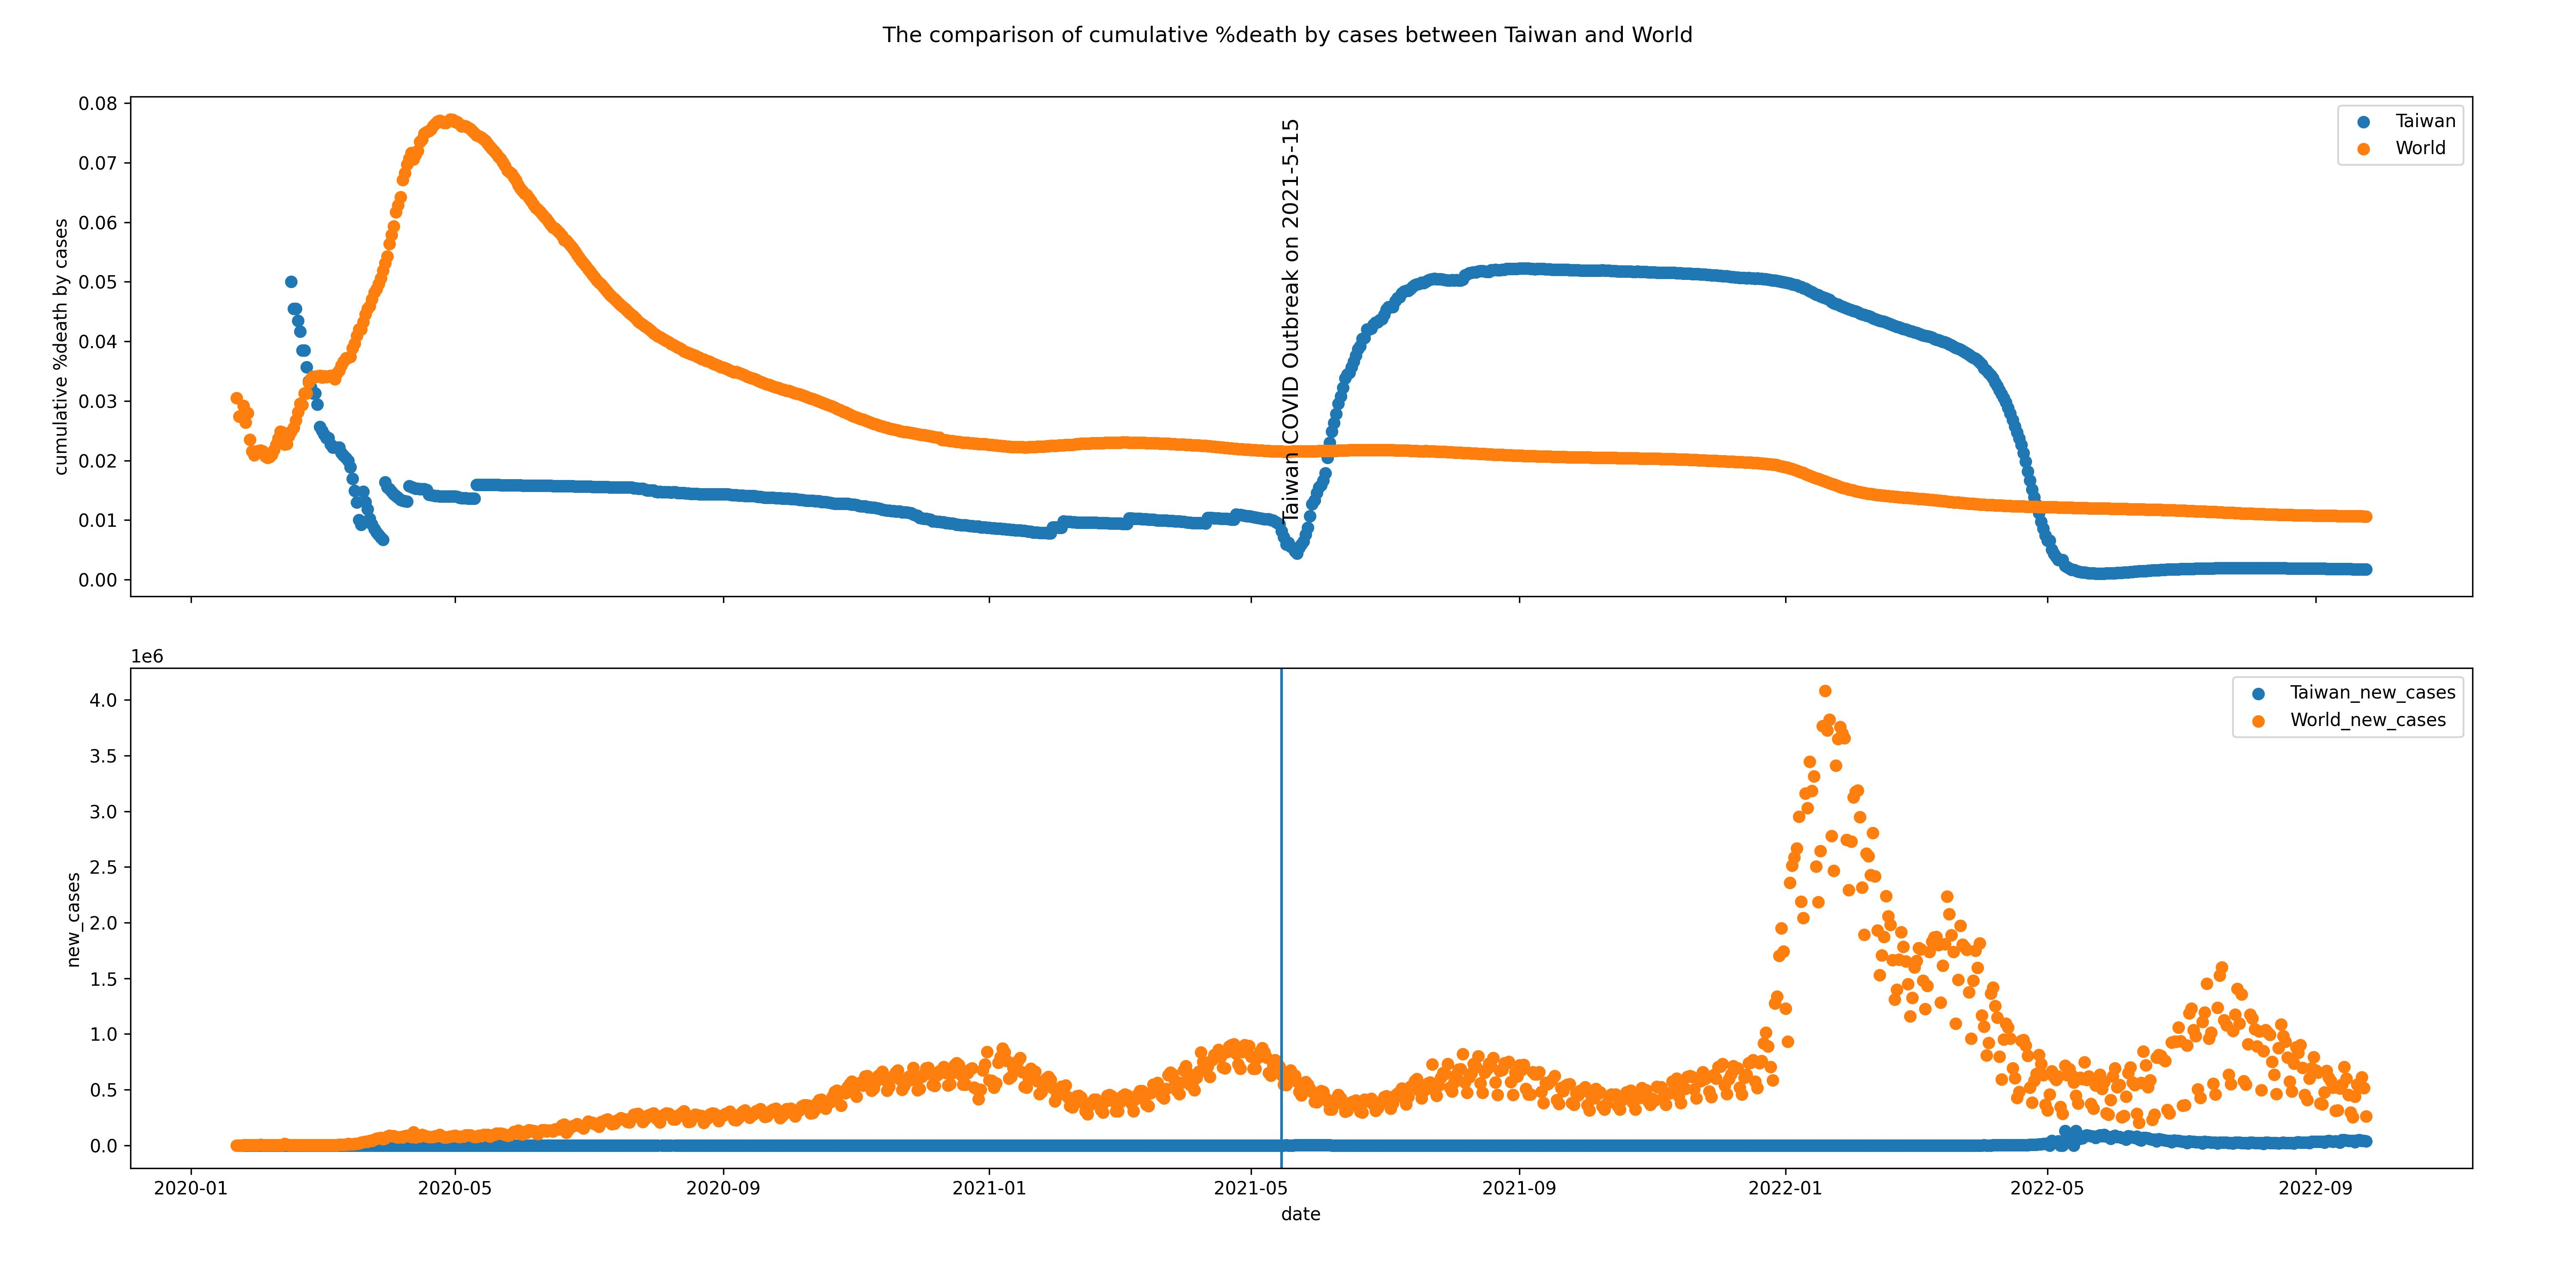 The comparison of cumulative %death by cases between Taiwan and World
0.08
0.07
0.06
0.05
0.04
0.03
0.02
0.01
0.00
cumulative %death by cases
Taiwan COVID Outbreak on 2021-5-15
Taiwan
World
1e6
4.0
3.5
3.0
2.5
2.0
1.5
1.0
0.5
0.0
new_cases
Taiwan_new_cases
World_new_cases
2020-01 2020-05 2020-09 2021-01 2021-05 2021-09 2022-01 2022-05 2022-09
date